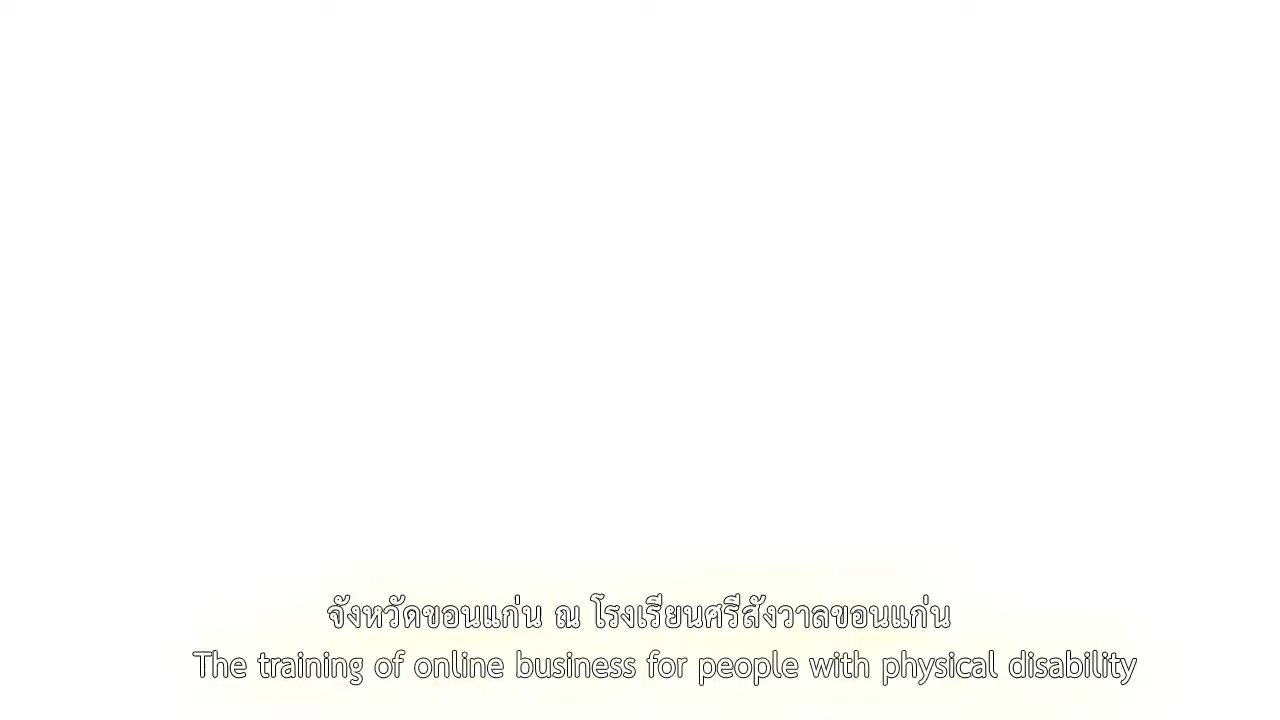 จังหวัดขอนแก่น ณ โรงเรียนศรีสังวาลขอนแก่น
The training of online business for people with physical disability